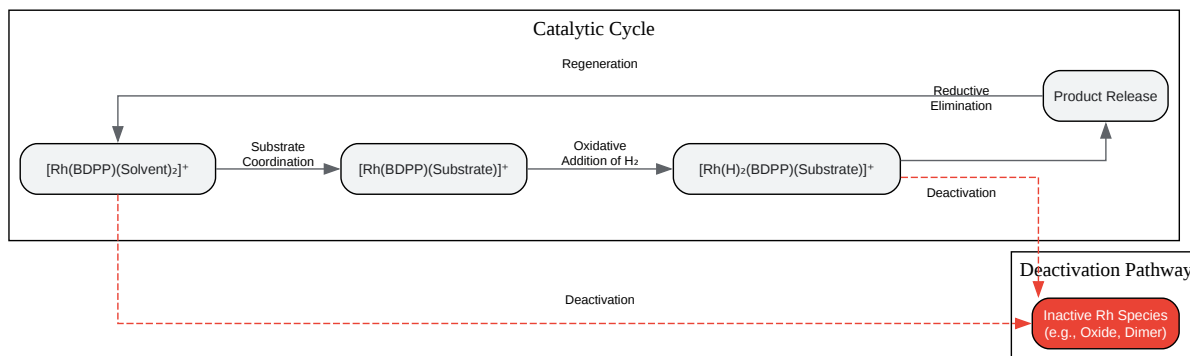 Catalytic Cycle
Regeneration
Reductive
Elimination
Product Release
[Rh(BDPP)(Solvent)₂]⁺
Substrate
Coordination
[Rh(BDPP)(Substrate)]⁺
Oxidative
Addition of H₂
[Rh(H)₂(BDPP)(Substrate)]⁺
Deactivation
Deactivation Pathway
Deactivation
Inactive Rh Species
(e.g., Oxide, Dimer)